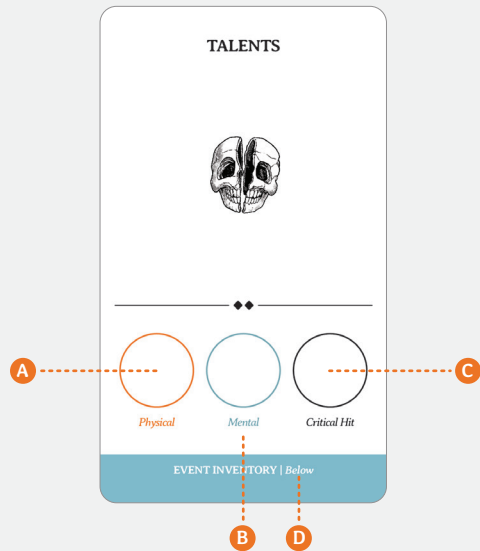 TALENTS
A
C
Physical Mental Critical Hit
EVENT INVENTORY | Below
B D